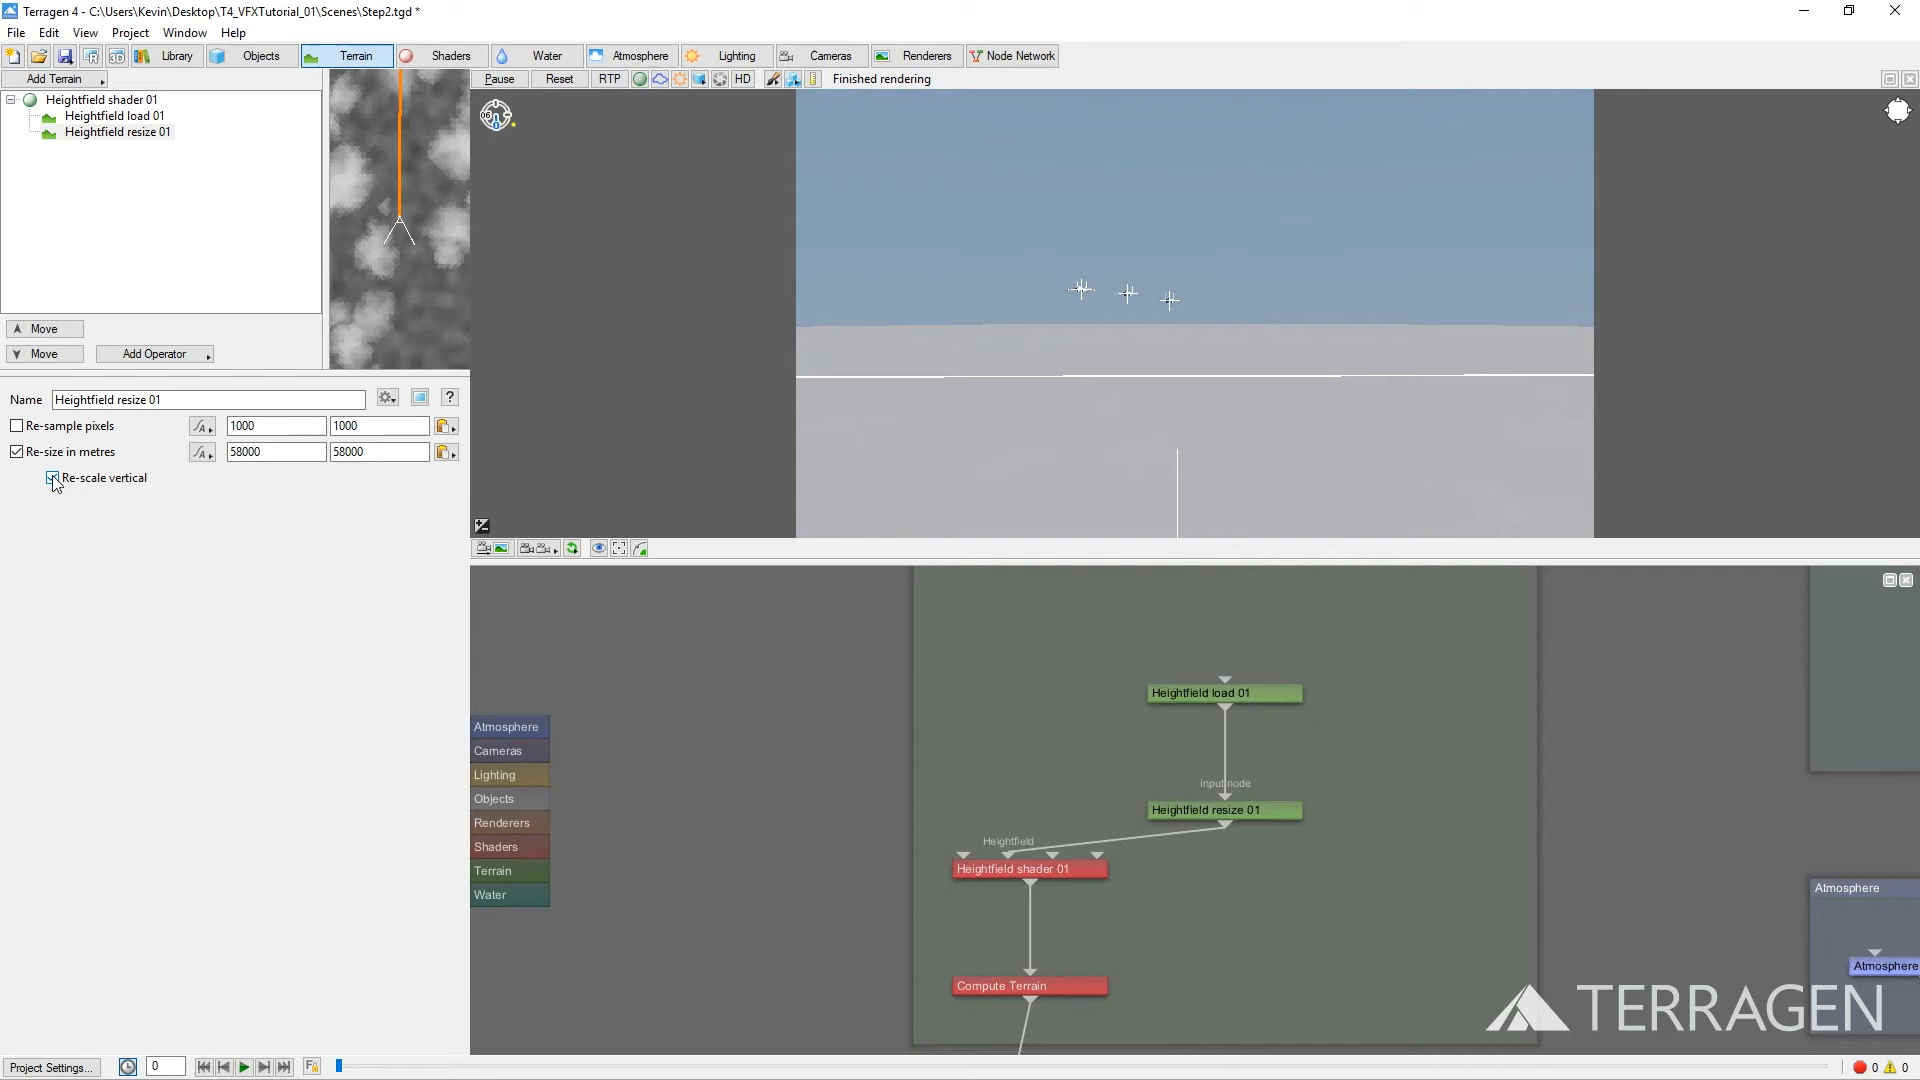 Terragen 4 - C:\Users\Kevin\Desktop\T4_VFXTutorial_01\Scenes\Step2.tgd *
File Edit View Project Window Help
Library Objects Terrain Shaders Water Atmosphere Lighting Cameras Renderers Node Network
Add Terrain
Pause Reset RTP HD Finished rendering
Heightfield shader 01
Heightfield load 01
Heightfield resize 01
Move
Move Add Operator
Name Heightfield resize 01 ?
Re-sample pixels 1000 1000
Re-size in metres 58000 58000
Re-scale vertical
Heightfield load 01
Input node
Heightfield resize 01
Heightfield
Heightfield shader 01
Compute Terrain
Atmosphere
Cameras
Lighting
Objects
Renderers
Shaders
Terrain
Water
Atmosphere
Atmosphere
TERRAGEN
Project Settings... 0 0 0